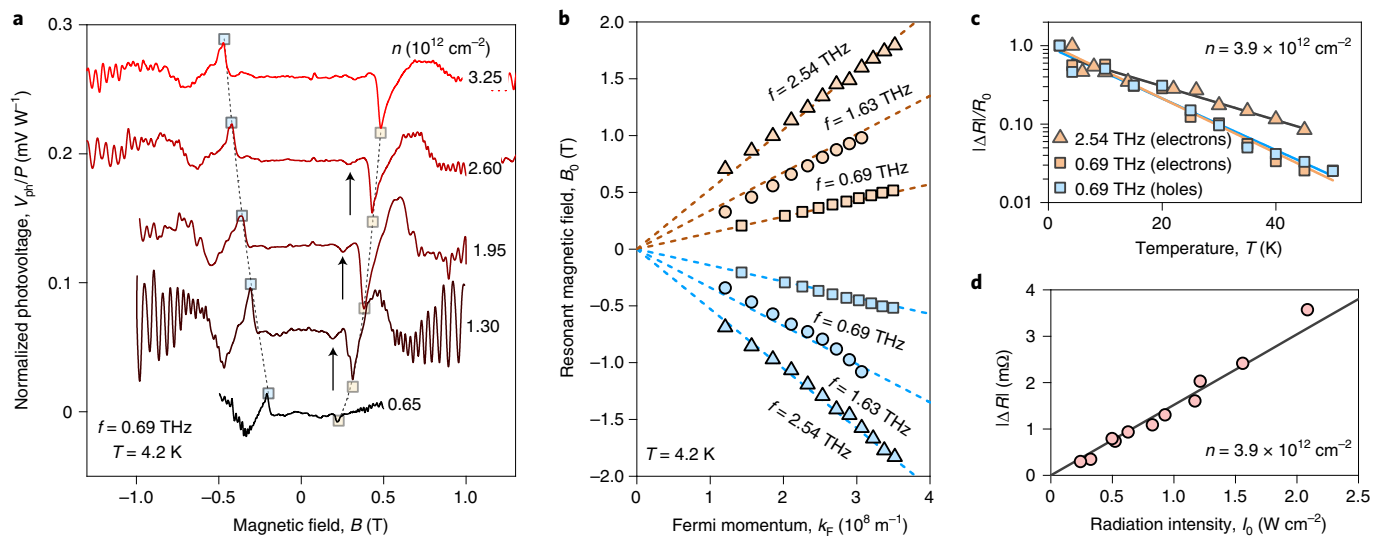 a
Normalized photovoltage, V_ph/P (mV W⁻¹)
0.3
0.2
0.1
0
n (10¹² cm⁻²)
3.25
2.60
1.95
1.30
0.65
f = 0.69 THz
T = 4.2 K
−1.0
−0.5
0
0.5
1.0
Magnetic field, B (T)
b
Resonant magnetic field, B₀ (T)
2.0
1.5
1.0
0.5
0
−0.5
−1.0
−1.5
−2.0
f = 2.54 THz
f = 1.63 THz
f = 0.69 THz
f = 0.69 THz
f = 1.63 THz
f = 2.54 THz
T = 4.2 K
0
1
2
3
4
Fermi momentum, k_F (10⁸ m⁻¹)
c
|ΔR|/R₀
1.0
0.10
0.01
n = 3.9 × 10¹² cm⁻²
2.54 THz (electrons)
0.69 THz (electrons)
0.69 THz (holes)
0
20
40
Temperature, T (K)
d
|ΔR| (mΩ)
4
3
2
1
0
n = 3.9 × 10¹² cm⁻²
0
0.5
1.0
1.5
2.0
2.5
Radiation intensity, I₀ (W cm⁻²)